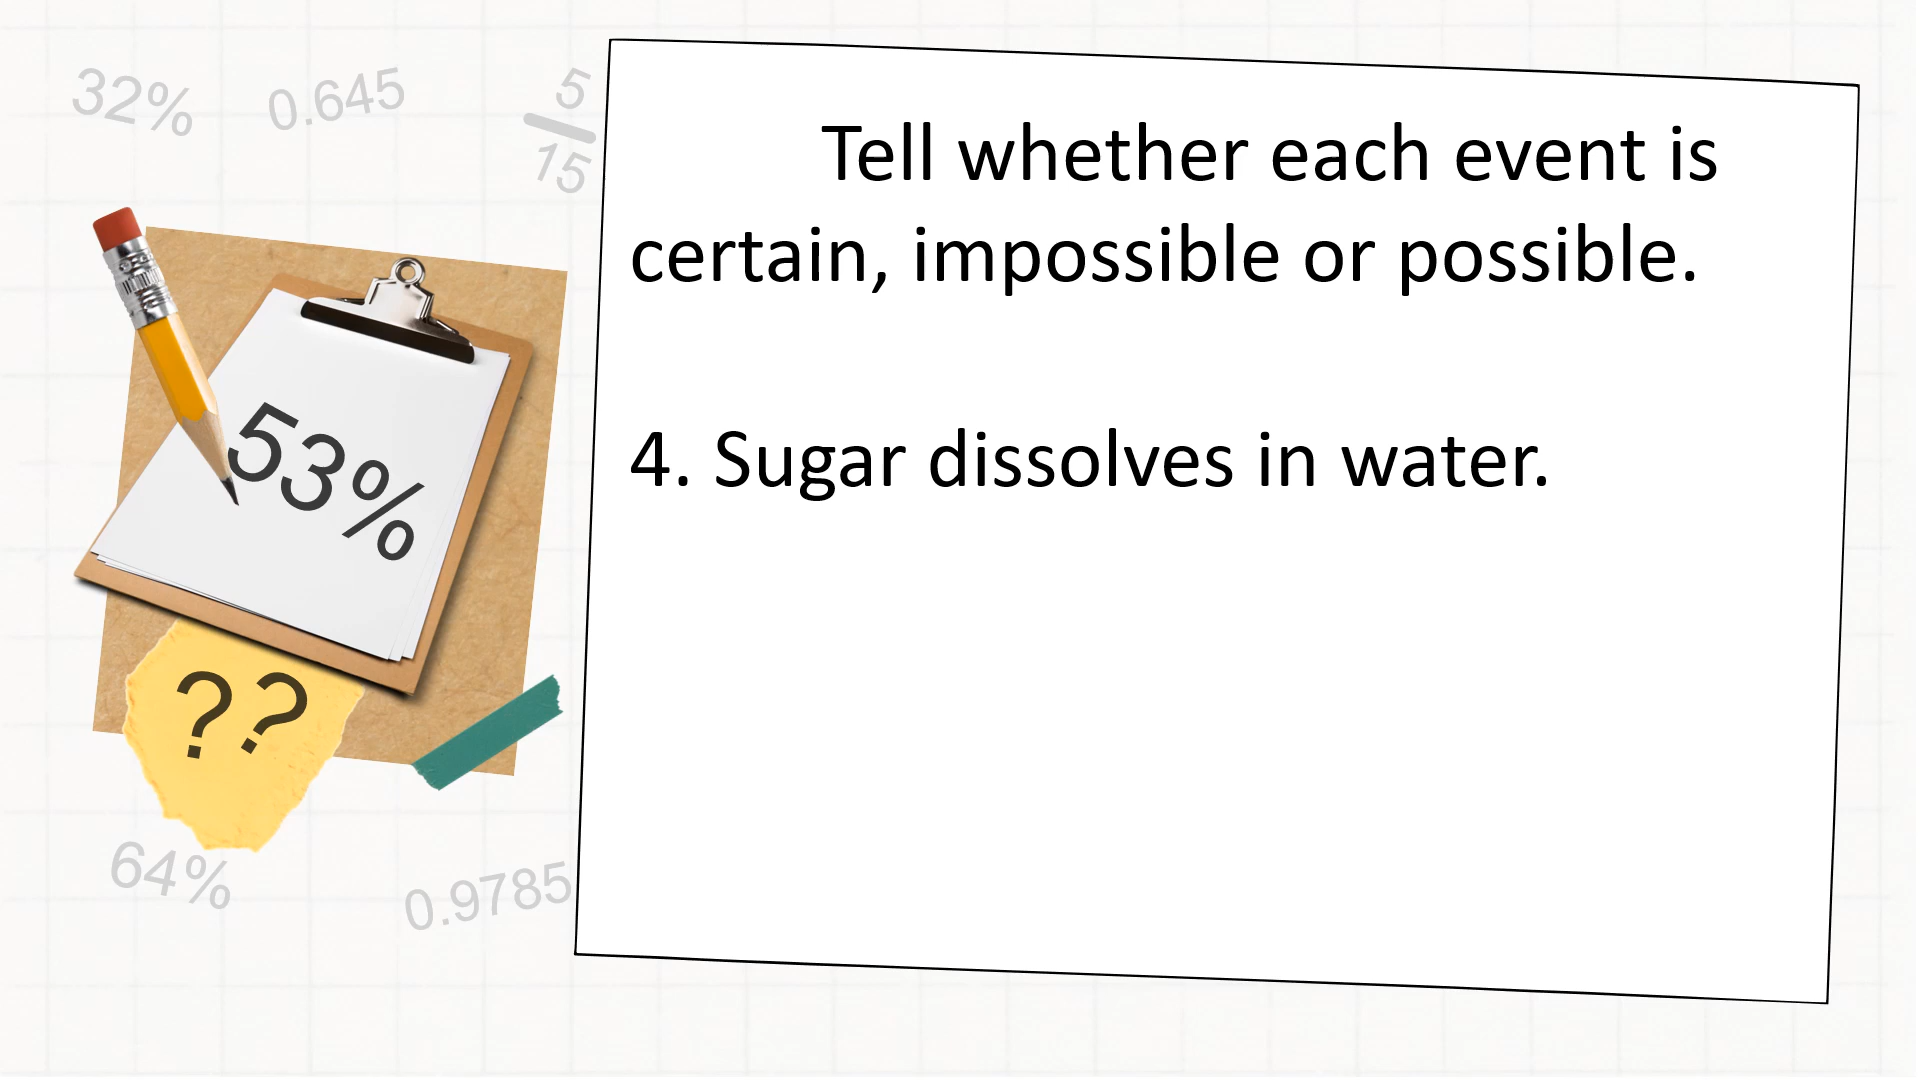 32%
0.645
5
15
Tell whether each event is
certain, impossible or possible.
4. Sugar dissolves in water.
53%
??
64%
0.9785